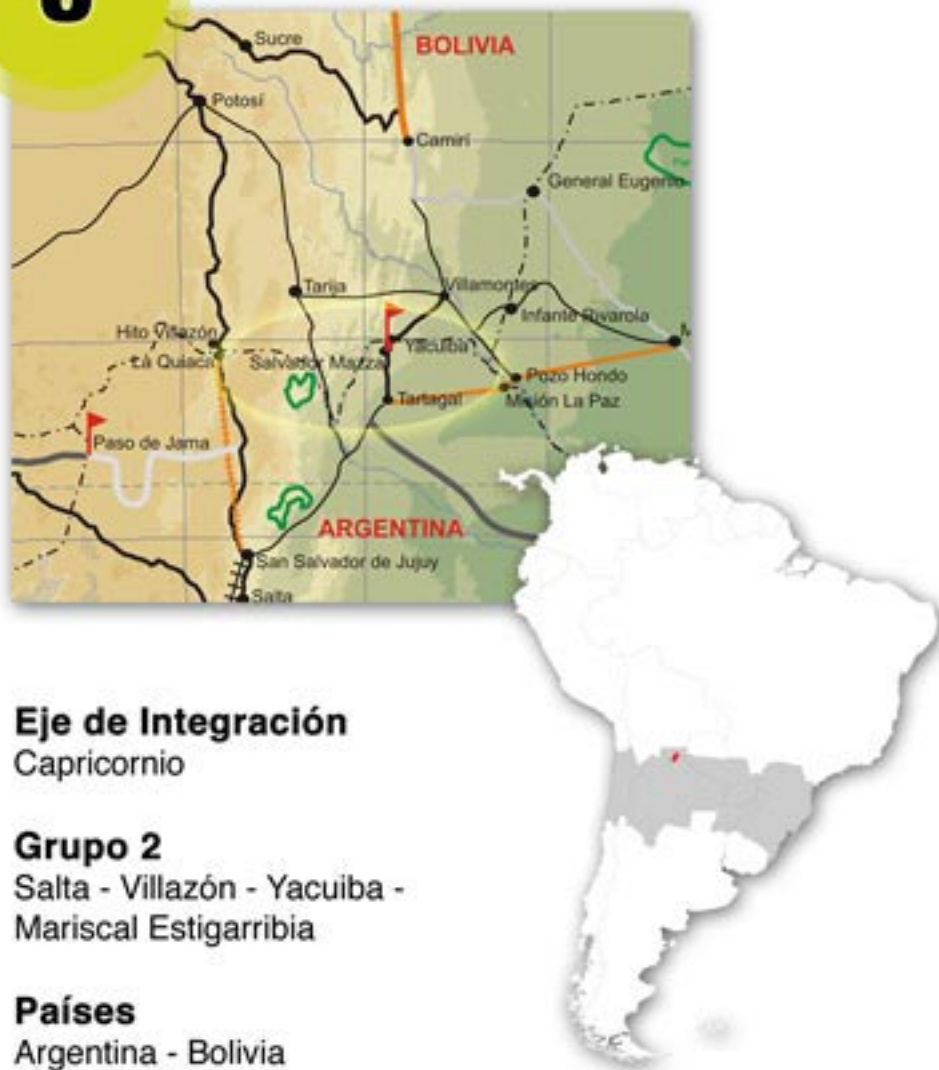 Sucre
BOLIVIA
Potosí
Camiri
General Eugenio
Tarija
Villamontes
Infante Rivarola
Hito Villazón
La Quiaca
Salvador Mazza
Yacuiba
M
Pozo Hondo
Tartagal
Misión La Paz
Paso de Jama
ARGENTINA
San Salvador de Jujuy
Salta
Eje de Integración
Capricornio
Grupo 2
Salta - Villazón - Yacuiba -
Mariscal Estigarribia
Países
Argentina - Bolivia